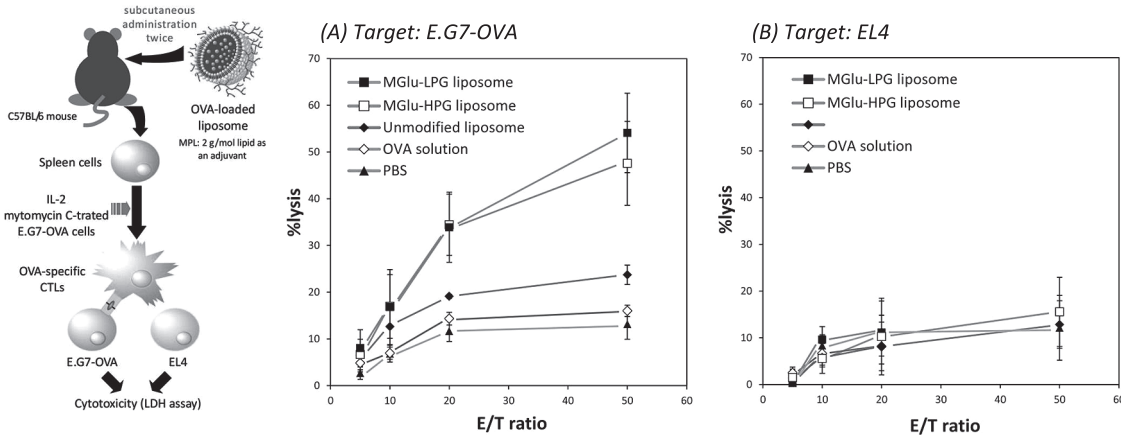 subcutaneous
administration
twice
C57BL/6 mouse
OVA-loaded
liposome
MPL: 2 g/mol lipid as
an adjuvant
Spleen cells
IL-2
mytomycin C-trated
E.G7-OVA cells
OVA-specific
CTLs
E.G7-OVA
EL4
Cytotoxicity (LDH assay)
(A) Target: E.G7-OVA
%lysis
70
60
50
40
30
20
10
0
MGlu-LPG liposome
MGlu-HPG liposome
Unmodified liposome
OVA solution
PBS
0 10 20 30 40 50 60
E/T ratio
(B) Target: EL4
%lysis
70
60
50
40
30
20
10
0
MGlu-LPG liposome
MGlu-HPG liposome
OVA solution
PBS
0 10 20 30 40 50 60
E/T ratio